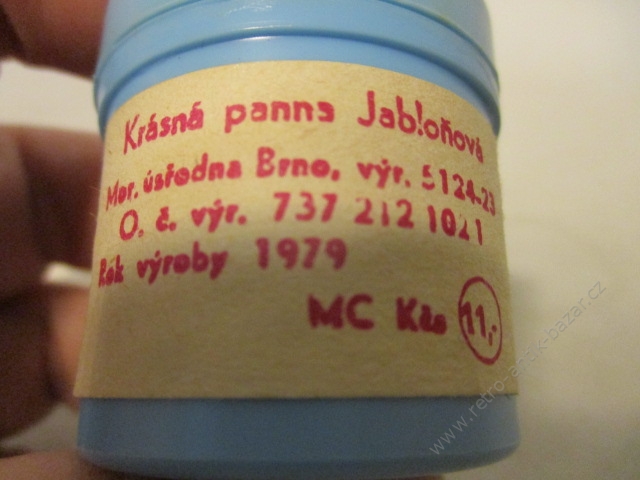 Krásná panna Jabloňová
Mor. ústředna Brno, výr. 5124-23
O. č. výr. 737 212 1021
Rok výroby 1979
MC Kčs 11,-
www.retro-antik-bazar.cz